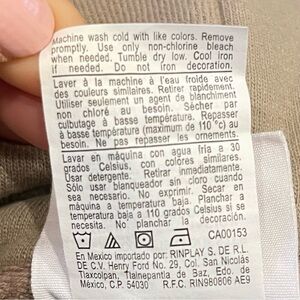 Machine wash cold with like colors. Remove
promptly. Use only non-chlorine bleach
when needed. Tumble dry low. Cool iron
if needed. Do not iron decoration.
Laver à la machine à l'eau froide avec
des couleurs similaires. Retirer rapidement.
Utiliser seulement un agent de blanchiment
non chloré au besoin. Sécher par
culbutage à basse température. Repasser
à basse température (maximum de 110 °c) au
besoin. Ne pas repasser les ornements.
Lavar en máquina con agua fria a 30
grados Celsius, con colores similares.
Usar detergente. Retirar inmediatamente.
Sólo usar blanqueador sin cloro cuando
sea necesario. No exprimir. Secar en
máquina a temperatura baja. Planchar a
temperatura baja a 110 grados Celsius si se
necesita. No planchar la decoración.
CA00153
En Mexico importado por: RINPLAY S. DE R.L.
DE C.V. Henry Ford No. 29, Col. San Nicolás
Tlaxcolpan, Tlalnepantla de Baz, Edo. de
México, C.P. 54030 R.F.C. RIN980806 AE9